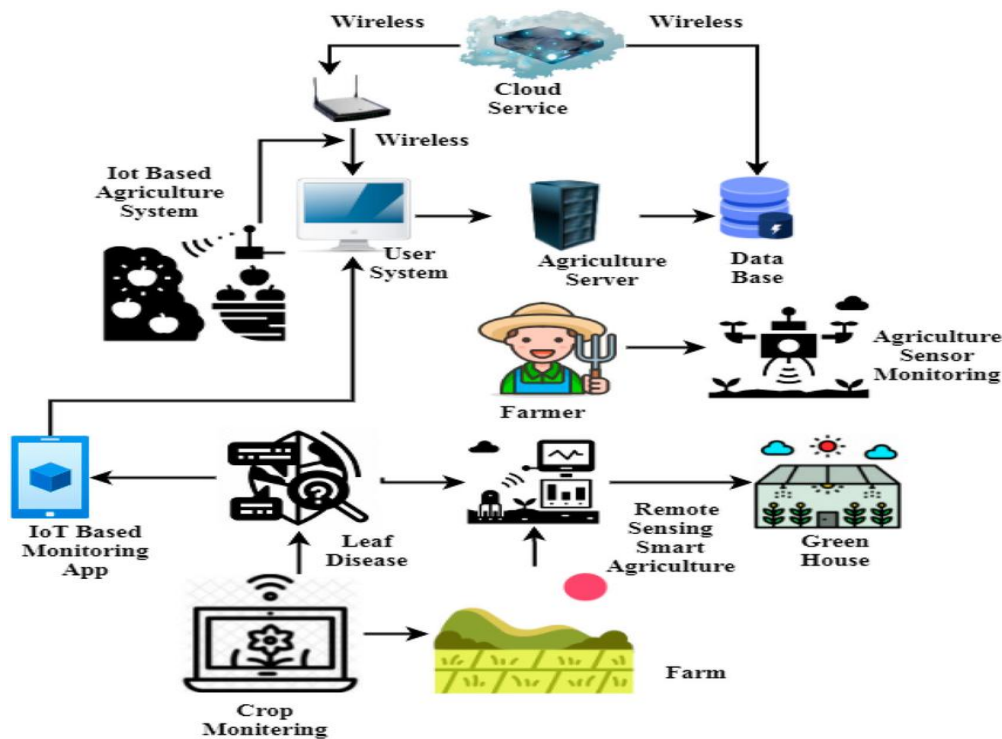 Wireless
Wireless
Cloud
Service
Wireless
Iot Based
Agriculture
System
User
System
Agriculture
Server
Data
Base
Agriculture
Sensor
Monitoring
Farmer
IoT Based
Monitoring
App
Leaf
Disease
Remote
Sensing
Smart
Agriculture
Green
House
Farm
Crop
Monitering